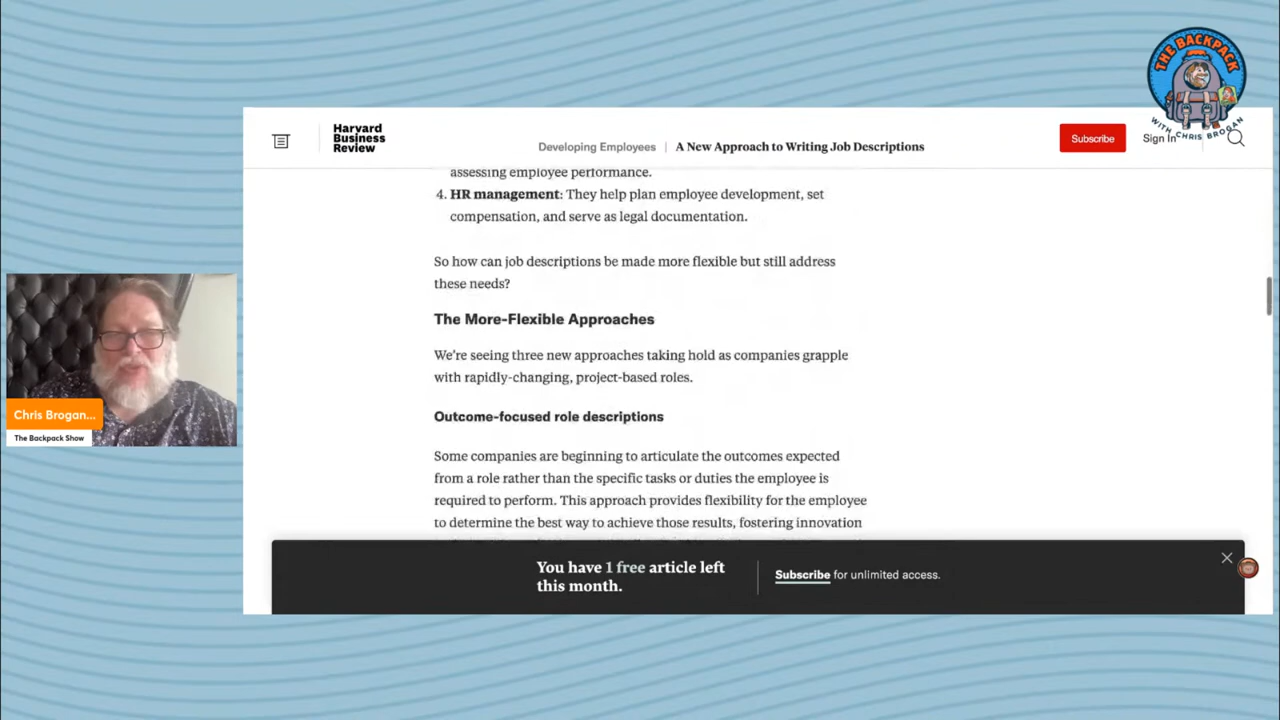 THE BACKPACK
WITH CHRIS BROGAN
Harvard
Business
Review
Developing Employees | A New Approach to Writing Job Descriptions
Subscribe
Sign In
assessing employee performance.
4. HR management: They help plan employee development, set
compensation, and serve as legal documentation.
So how can job descriptions be made more flexible but still address
these needs?
The More-Flexible Approaches
We're seeing three new approaches taking hold as companies grapple
with rapidly-changing, project-based roles.
Outcome-focused role descriptions
Some companies are beginning to articulate the outcomes expected
from a role rather than the specific tasks or duties the employee is
required to perform. This approach provides flexibility for the employee
to determine the best way to achieve those results, fostering innovation
You have 1 free article left
this month.
Subscribe for unlimited access.
Chris Brogan...
The Backpack Show